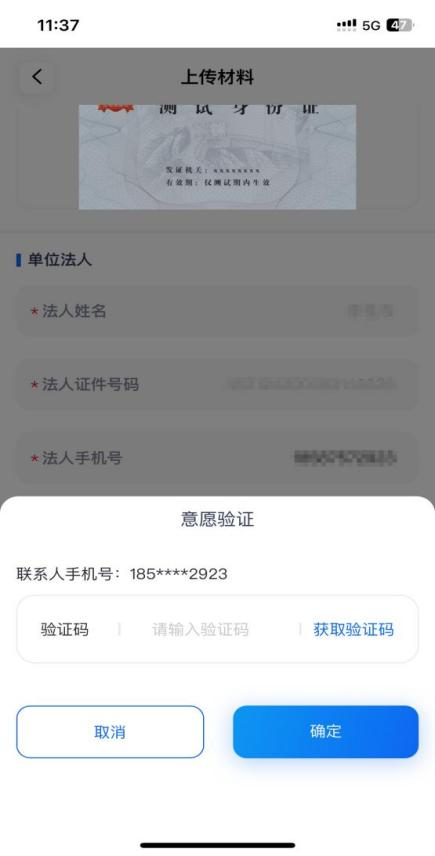 11:37
5G 47
上传材料
测试身份证
发证机关：xxxxxxxx
有效期：仅测试期内生效
单位法人
*法人姓名
*法人证件号码
*法人手机号
意愿验证
联系人手机号：185****2923
验证码 请输入验证码 获取验证码
取消 确定